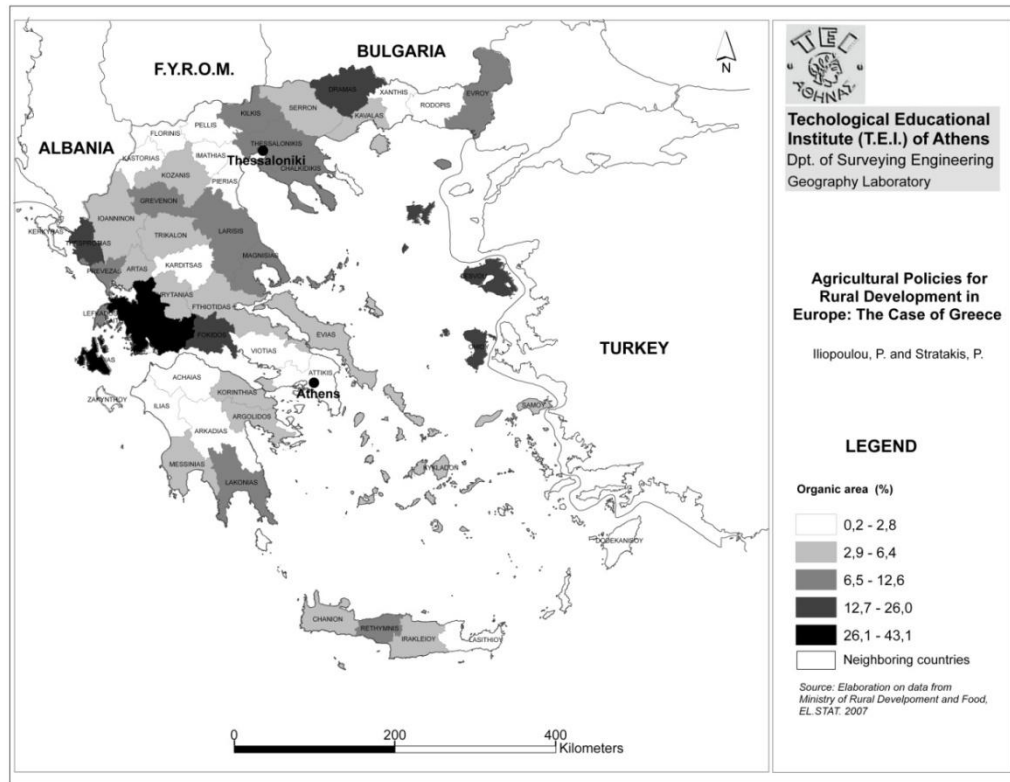 BULGARIA
F.Y.R.O.M.
ALBANIA
TURKEY
N
DRAMAS
XANTHIS
RODOPIS
EVROY
SERRON
KAVALAS
KILKIS
PELLIS
FLORINIS
THESSALONIKIS
Thessaloniki
IMATHIAS
KASTORIAS
CHALKIDIKIS
KOZANIS
PIERIAS
GREVENON
IOANNINON
KERKYRAS
LARISIS
TRIKALON
MAGNISIAS
KARDITSAS
ARTAS
PREVEZAS
FTHIOTIDAS
FOKIDOS
EVIAS
VIOTIAS
ATTIKIS
Athens
ACHAIAS
KORINTHIAS
ZAKYNTHOY
ILIAS
ARGOLIDOS
ARKADIAS
SAMOY
MESSINIAS
LAKONIAS
KYKLADON
DODEKANISOY
CHANION
RETHYMNIS
IRAKLEIOY
LASITHIOY
0 200 400
Kilometers
TEI
ΑΘΗΝΑΣ
Techological Educational
Institute (T.E.I.) of Athens
Dpt. of Surveying Engineering
Geography Laboratory
Agricultural Policies for
Rural Development in
Europe: The Case of Greece
Iliopoulou, P. and Stratakis, P.
LEGEND
Organic area (%)
0,2 - 2,8
2,9 - 6,4
6,5 - 12,6
12,7 - 26,0
26,1 - 43,1
Neighboring countries
Source: Elaboration on data from
Ministry of Rural Develpoment and Food,
EL.STAT. 2007